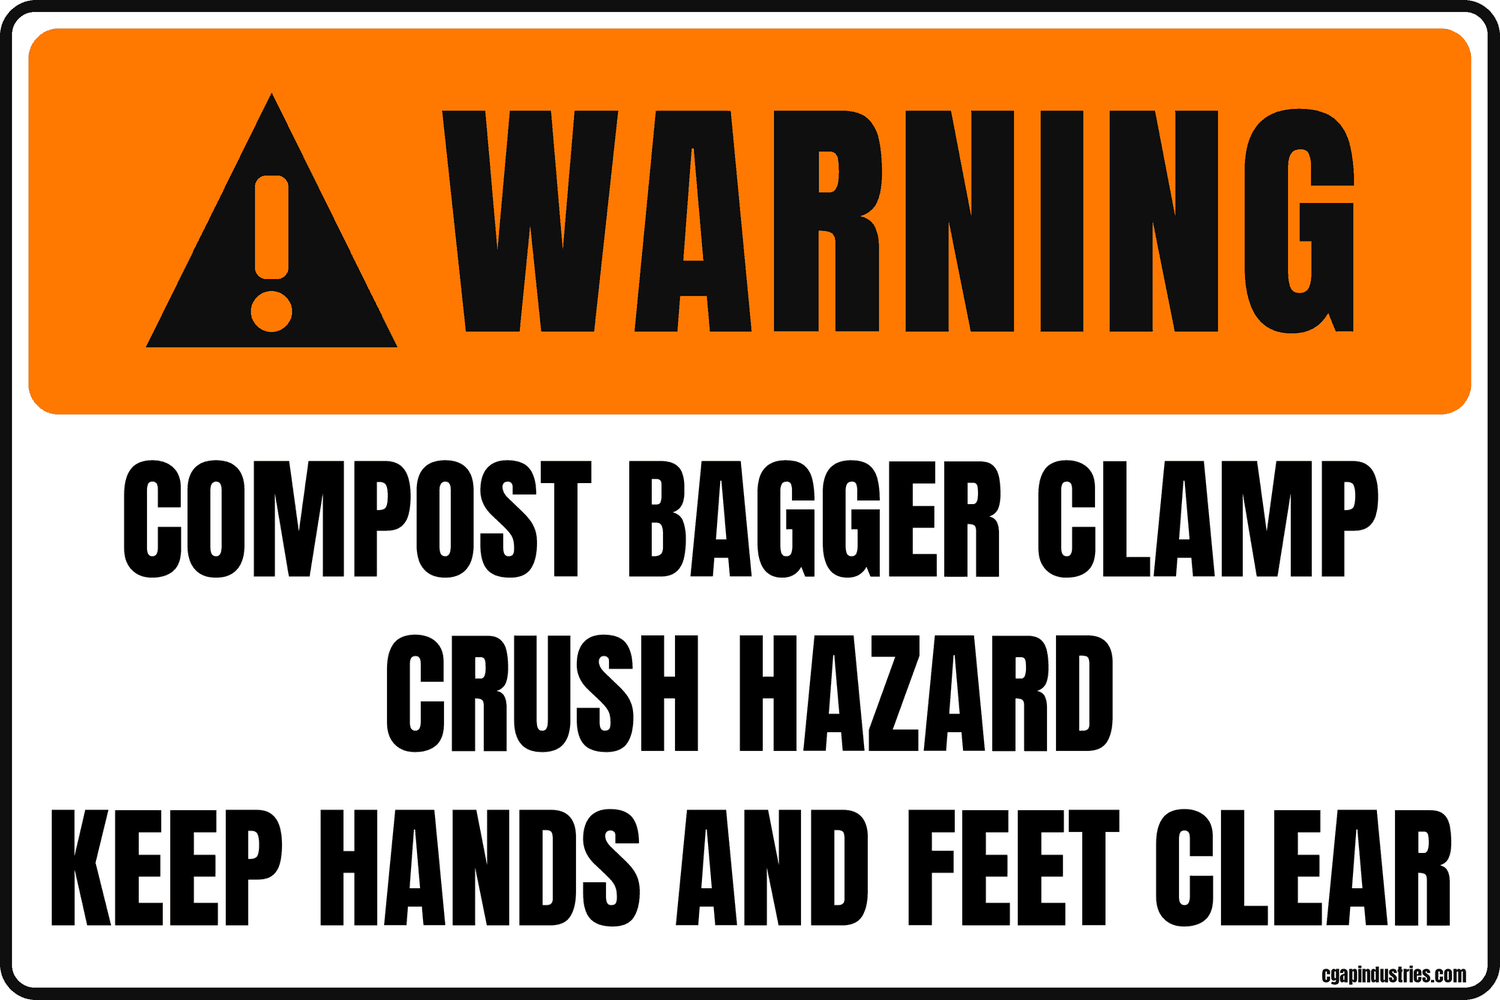 WARNING
COMPOST BAGGER CLAMP
CRUSH HAZARD
KEEP HANDS AND FEET CLEAR
cgapindustries.com